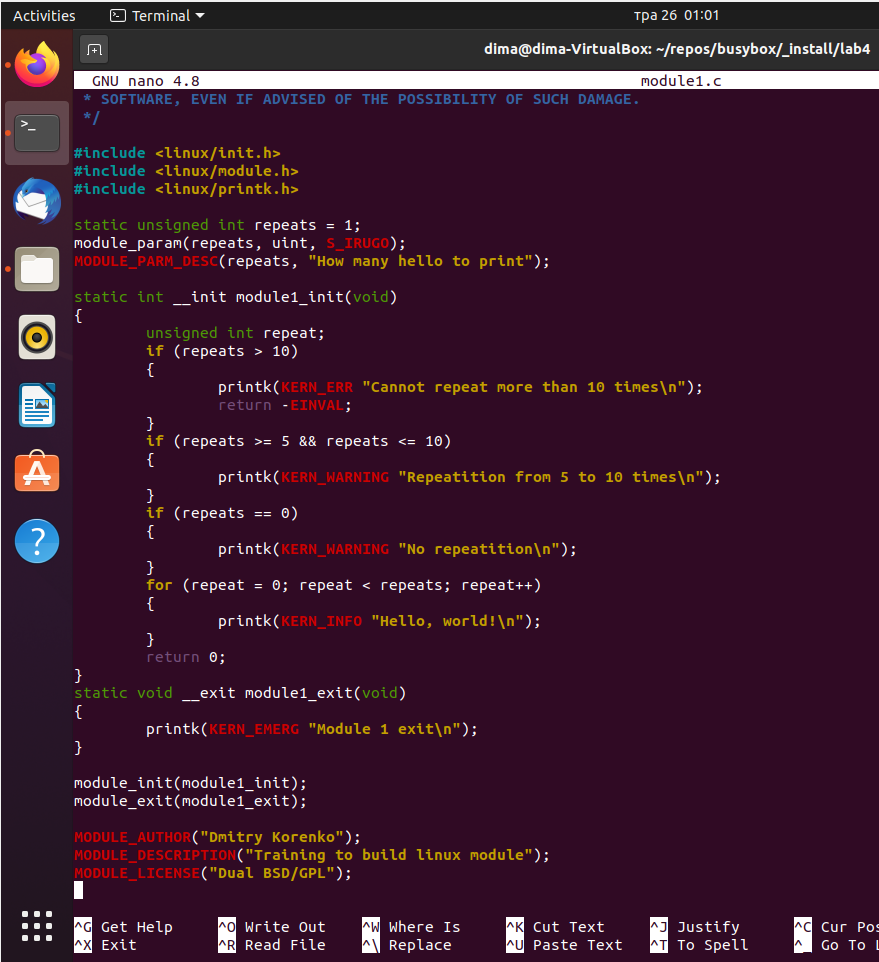 Activities Terminal тра 26 01:01
dima@dima-VirtualBox: ~/repos/busybox/_install/lab4
GNU nano 4.8 module1.c
 * SOFTWARE, EVEN IF ADVISED OF THE POSSIBILITY OF SUCH DAMAGE.
 */
#include <linux/init.h>
#include <linux/module.h>
#include <linux/printk.h>
static unsigned int repeats = 1;
module_param(repeats, uint, S_IRUGO);
MODULE_PARM_DESC(repeats, "How many hello to print");
static int __init module1_init(void)
{
        unsigned int repeat;
        if (repeats > 10)
        {
                printk(KERN_ERR "Cannot repeat more than 10 times\n");
                return -EINVAL;
        }
        if (repeats >= 5 && repeats <= 10)
        {
                printk(KERN_WARNING "Repeatition from 5 to 10 times\n");
        }
        if (repeats == 0)
        {
                printk(KERN_WARNING "No repeatition\n");
        }
        for (repeat = 0; repeat < repeats; repeat++)
        {
                printk(KERN_INFO "Hello, world!\n");
        }
        return 0;
}
static void __exit module1_exit(void)
{
        printk(KERN_EMERG "Module 1 exit\n");
}
module_init(module1_init);
module_exit(module1_exit);
MODULE_AUTHOR("Dmitry Korenko");
MODULE_DESCRIPTION("Training to build linux module");
MODULE_LICENSE("Dual BSD/GPL");
^G Get Help ^O Write Out ^W Where Is ^K Cut Text ^J Justify ^C Cur Pos
^X Exit ^R Read File ^\ Replace ^U Paste Text ^T To Spell ^_ Go To L